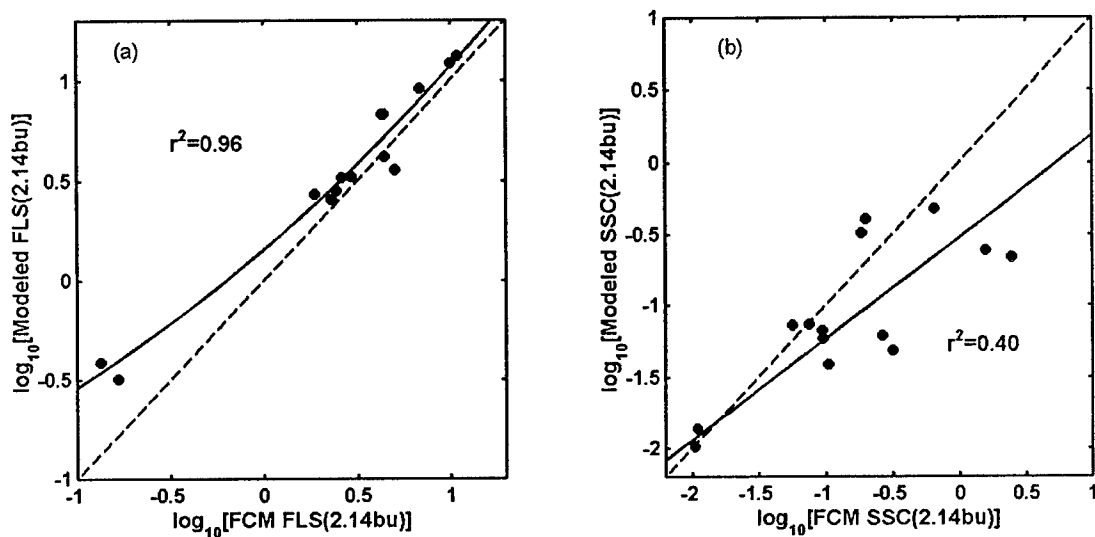 (a)
r²=0.96
log₁₀[Modeled FLS(2.14bu)]
1
0.5
0
-0.5
-1
-1 -0.5 0 0.5 1
log₁₀[FCM FLS(2.14bu)]
(b)
r²=0.40
log₁₀[Modeled SSC(2.14bu)]
1
0.5
0
-0.5
-1
-1.5
-2
-2 -1.5 -1 -0.5 0 0.5 1
log₁₀[FCM SSC(2.14bu)]